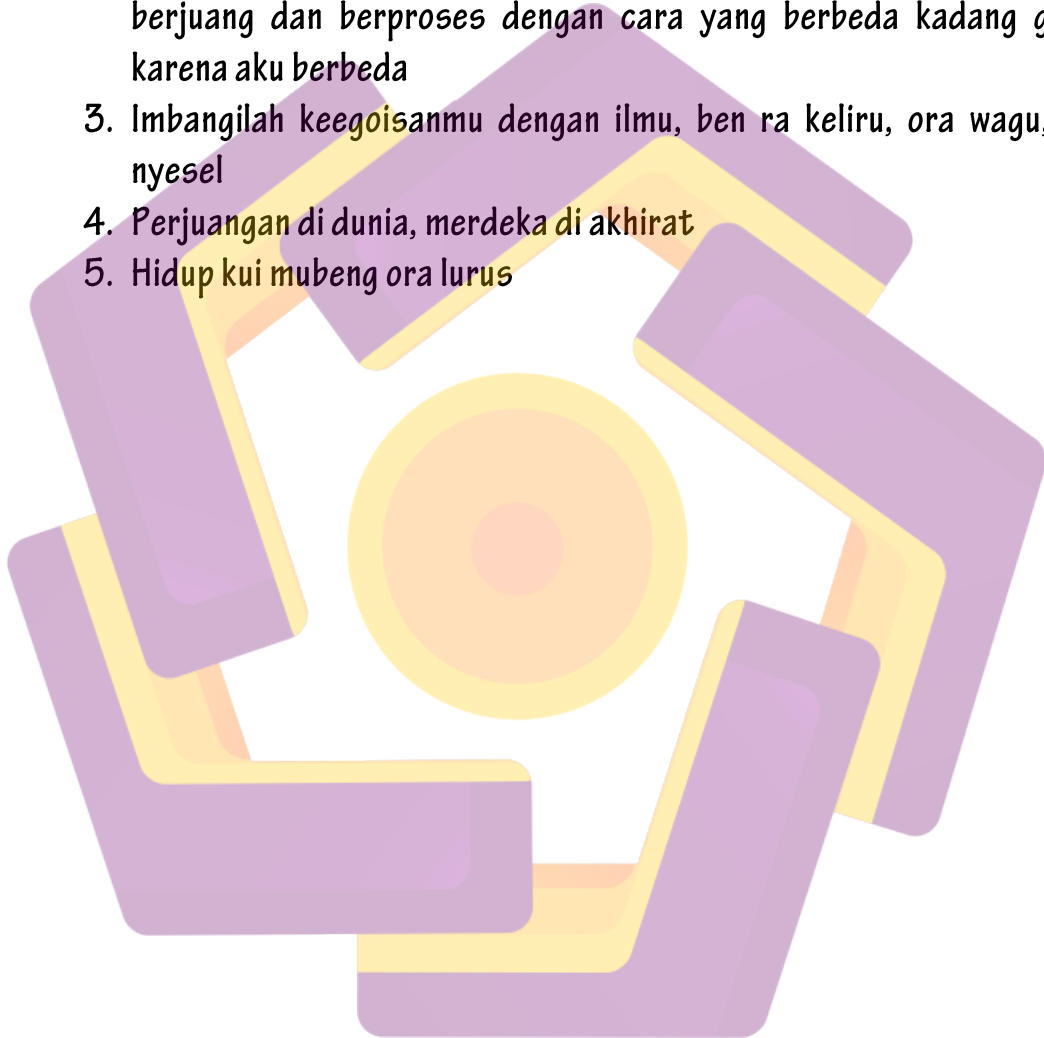 berjuang dan berproses dengan cara yang berbeda kadang
karena aku berbeda
3. Imbangilah keegoisanmu dengan ilmu, ben ra keliru, ora wagu,
nyesel
4. Perjuangan di dunia, merdeka di akhirat
5. Hidup kui mubeng ora lurus